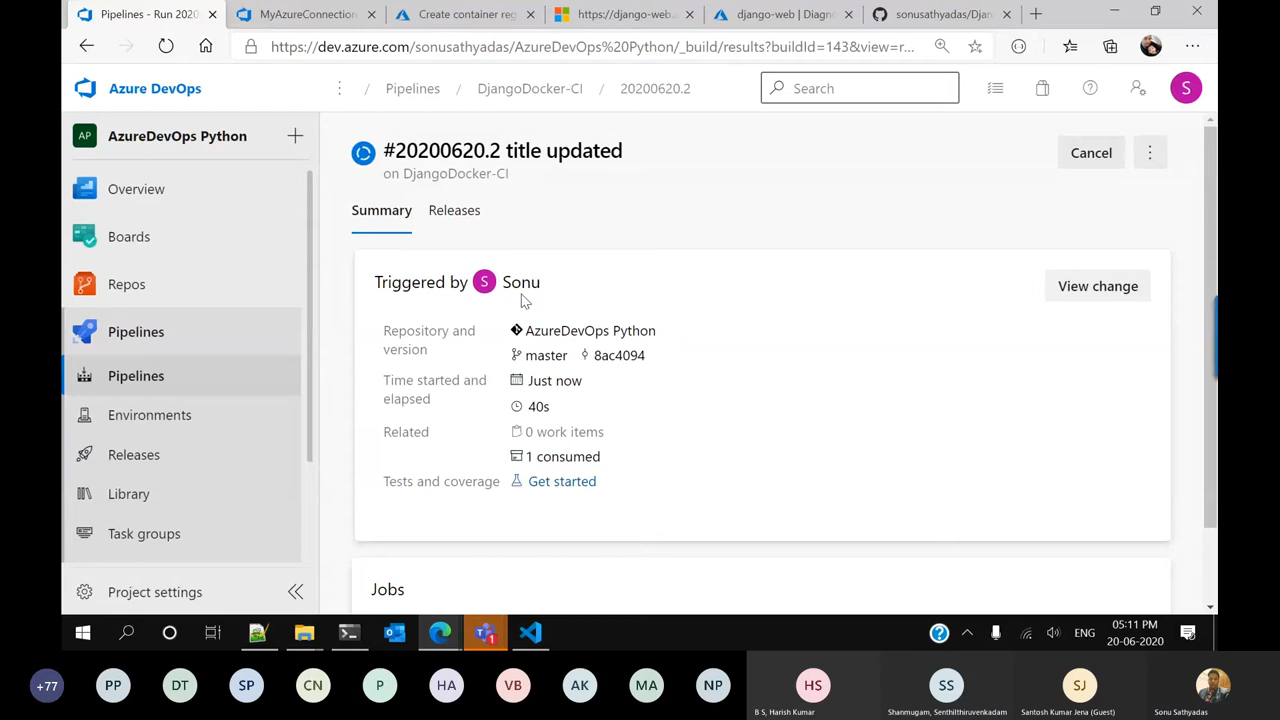 Pipelines - Run 2020
MyAzureConnection
Create container reg
https://django-web.
django-web | Diagn
sonusathyadas/Djan
https://dev.azure.com/sonusathyadas/AzureDevOps%20Python/_build/results?buildId=143&view=r...
Azure DevOps
/ Pipelines / DjangoDocker-CI / 20200620.2
Search
S
AP AzureDevOps Python
#20200620.2 title updated
on DjangoDocker-CI
Cancel
Summary
Releases
Overview
Boards
Repos
Pipelines
Pipelines
Environments
Releases
Library
Task groups
Project settings
Triggered by S Sonu
View change
Repository and version
AzureDevOps Python
master 8ac4094
Time started and elapsed
Just now
40s
Related
0 work items
1 consumed
Tests and coverage
Get started
Jobs
1
ENG
05:11 PM
20-06-2020
+77
PP
DT
SP
CN
P
HA
VB
AK
MA
NP
HS
B S, Harish Kumar
SS
Shanmugam, Senthilthiruvenkadam
SJ
Santosh Kumar Jena (Guest)
Sonu Sathyadas